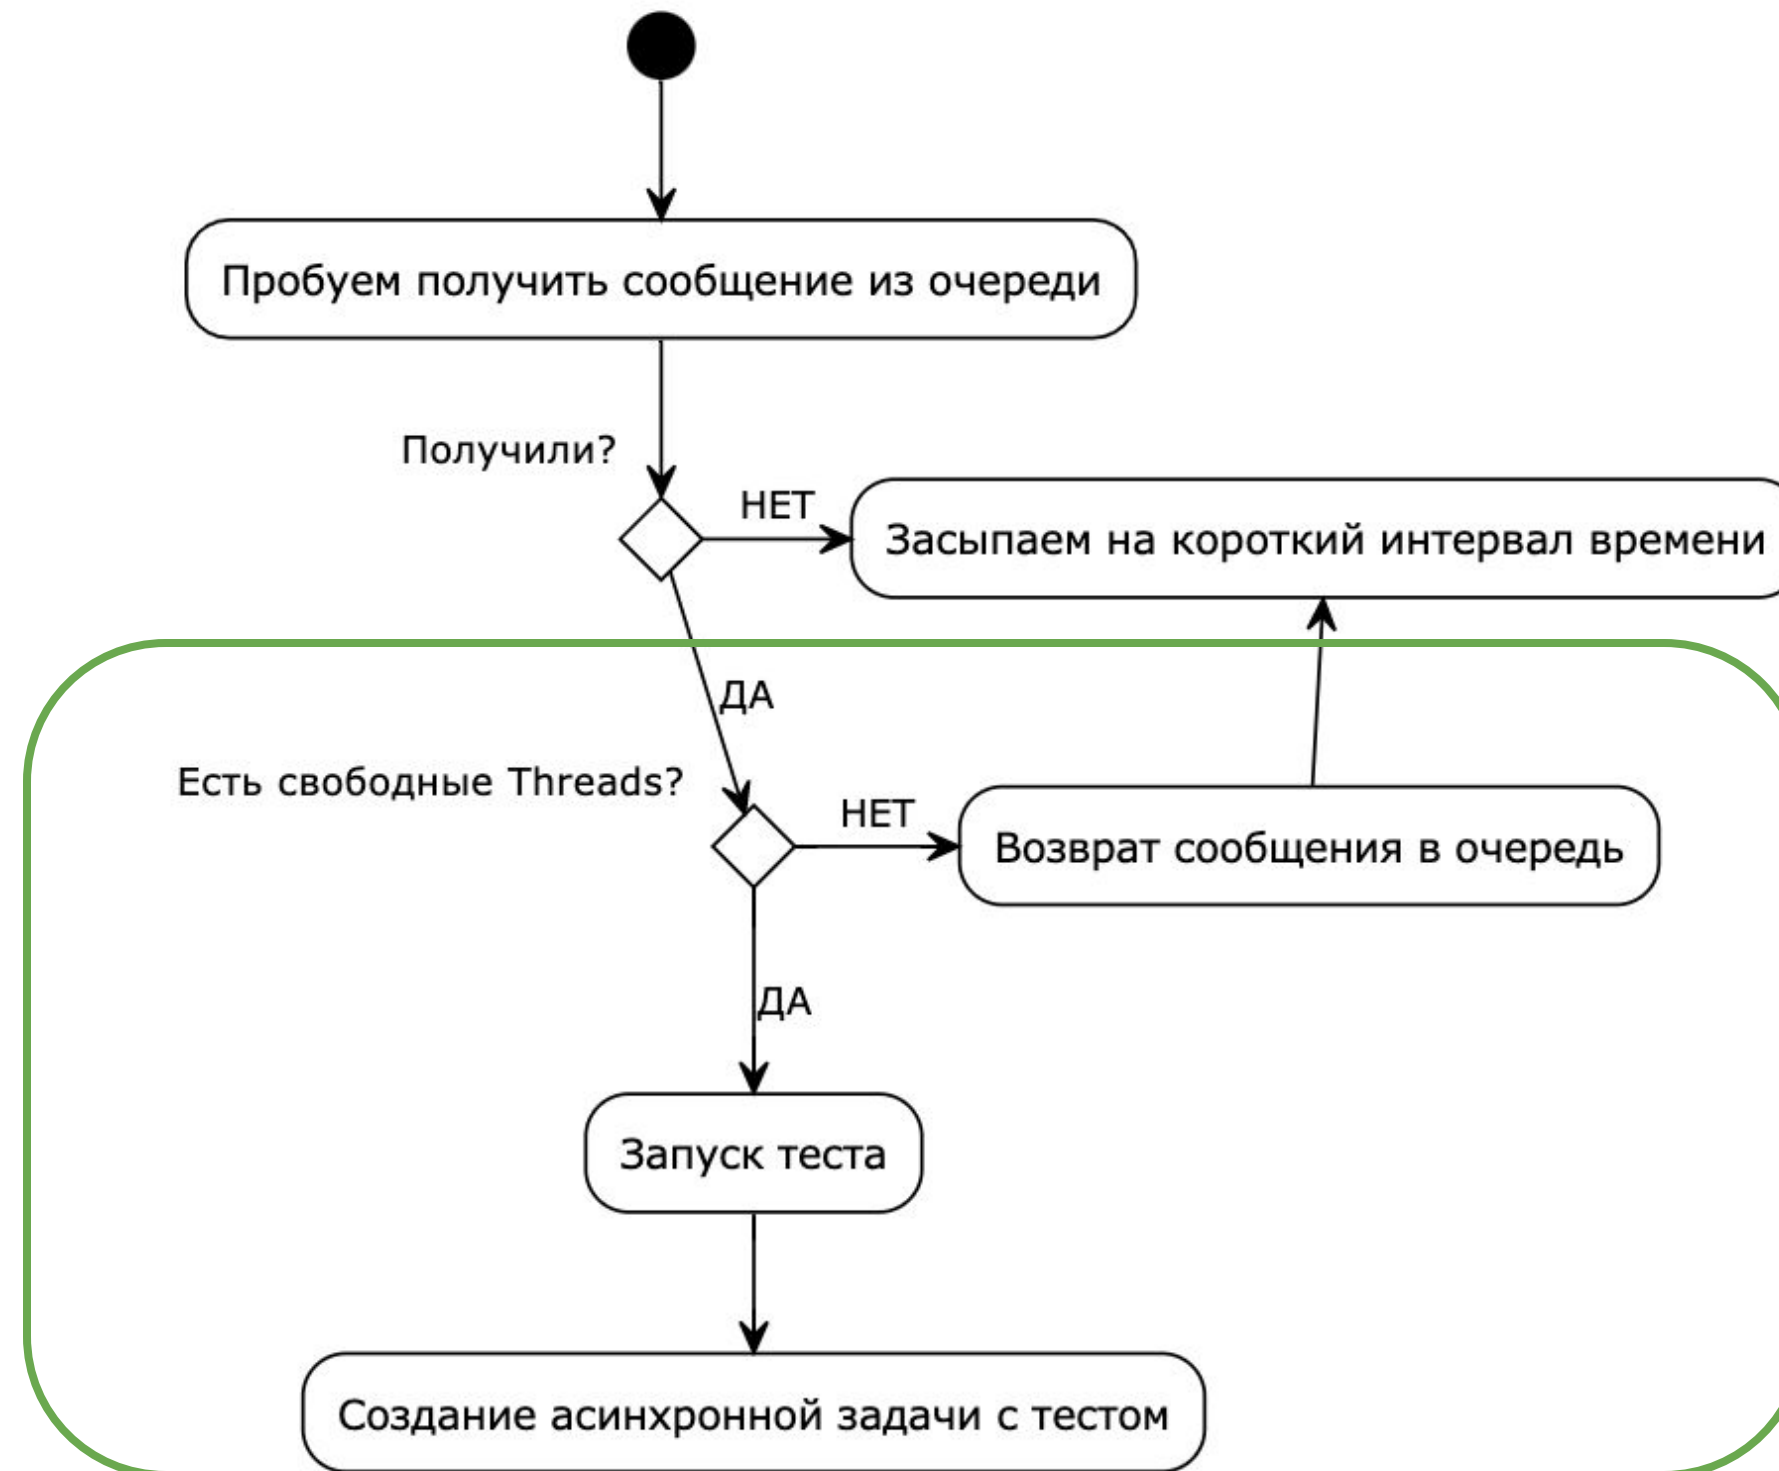 Пробуем получить сообщение из очереди
Получили?
НЕТ
Засыпаем на короткий интервал времени
ДА
Есть свободные Threads?
НЕТ
Возврат сообщения в очередь
ДА
Запуск теста
Создание асинхронной задачи с тестом